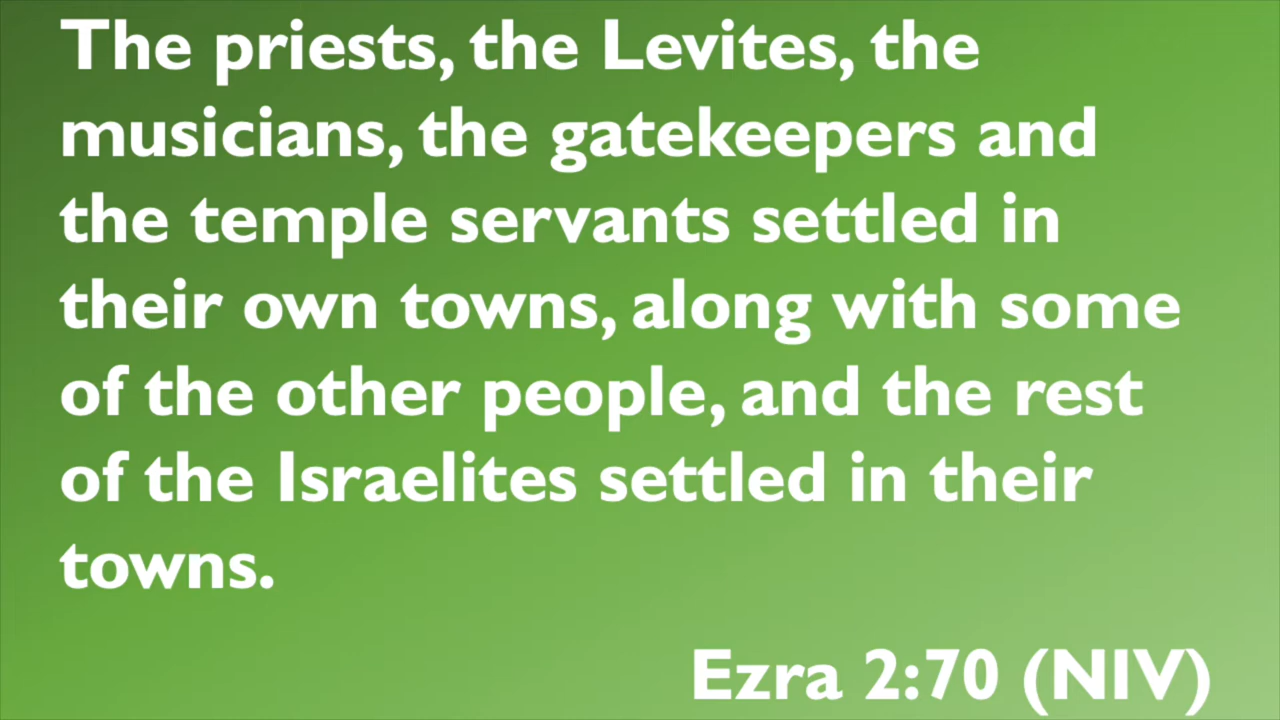 The priests, the Levites, the
musicians, the gatekeepers and
the temple servants settled in
their own towns, along with some
of the other people, and the rest
of the Israelites settled in their
towns.
Ezra 2:70 (NIV)